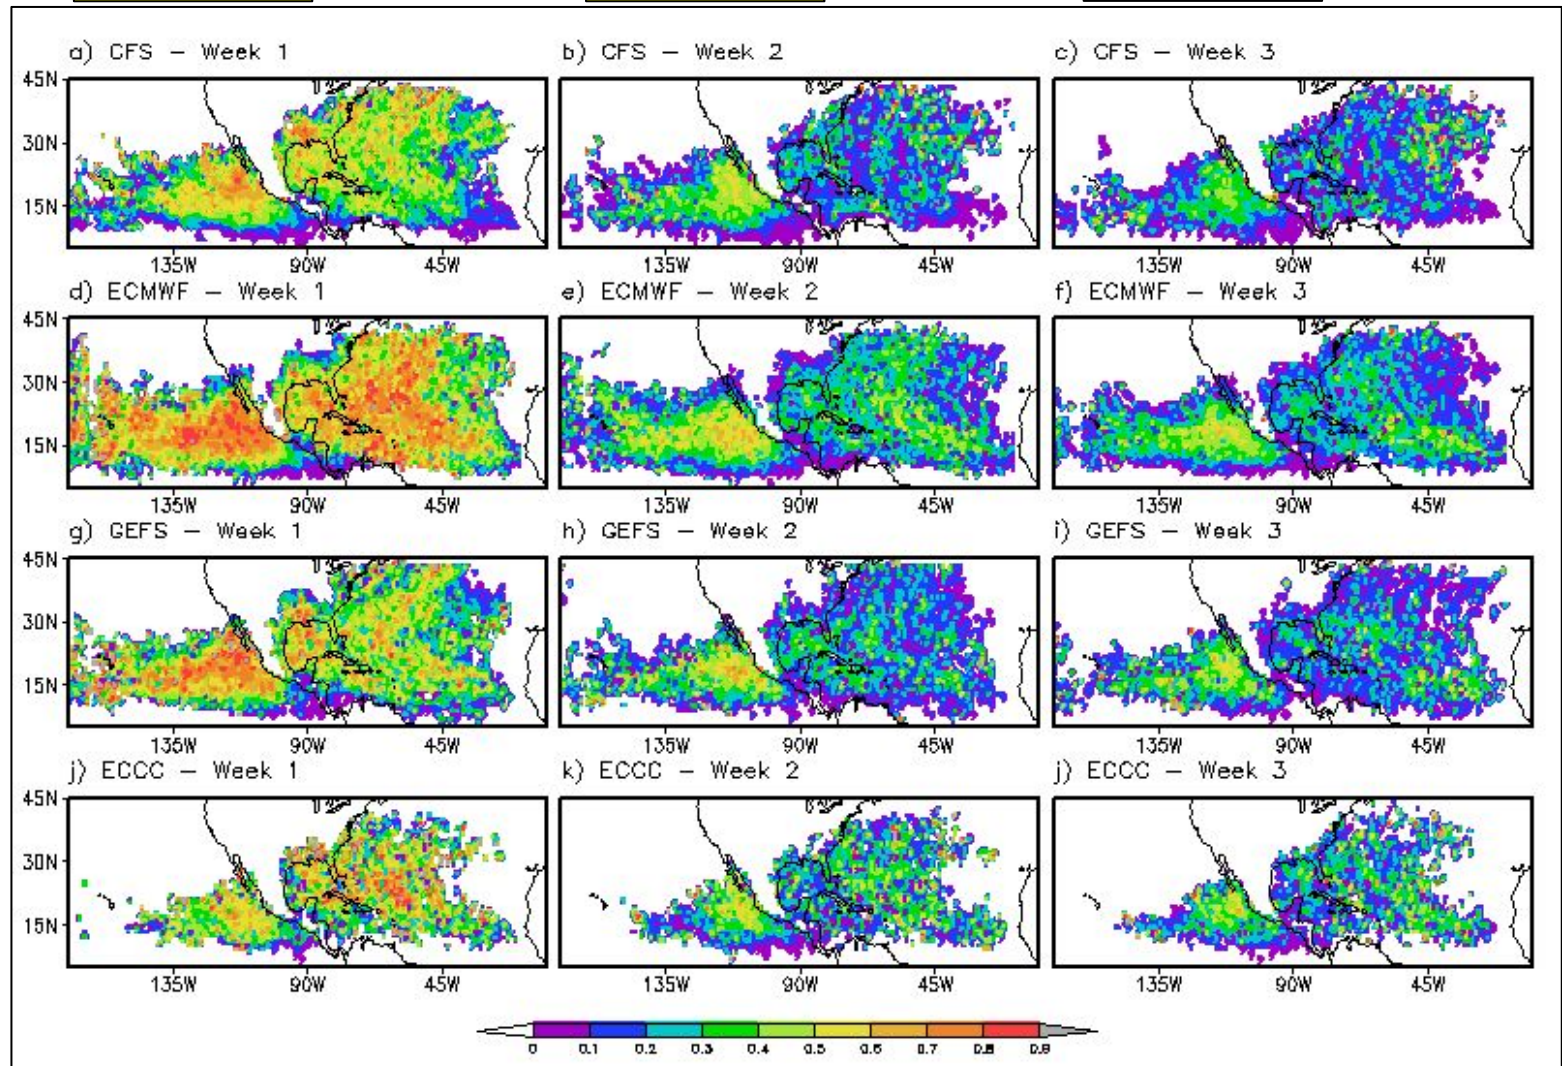 a) CFS – Week 1
b) CFS – Week 2
c) CFS – Week 3
45N
30N
15N
135W 90W 45W
135W 90W 45W
135W 90W 45W
d) ECMWF – Week 1
e) ECMWF – Week 2
f) ECMWF – Week 3
45N
30N
15N
135W 90W 45W
135W 90W 45W
135W 90W 45W
g) GEFS – Week 1
h) GEFS – Week 2
i) GEFS – Week 3
45N
30N
15N
135W 90W 45W
135W 90W 45W
135W 90W 45W
j) ECCC – Week 1
k) ECCC – Week 2
j) ECCC – Week 3
45N
30N
15N
135W 90W 45W
135W 90W 45W
135W 90W 45W
0 0.1 0.2 0.3 0.4 0.5 0.6 0.7 0.8 0.9